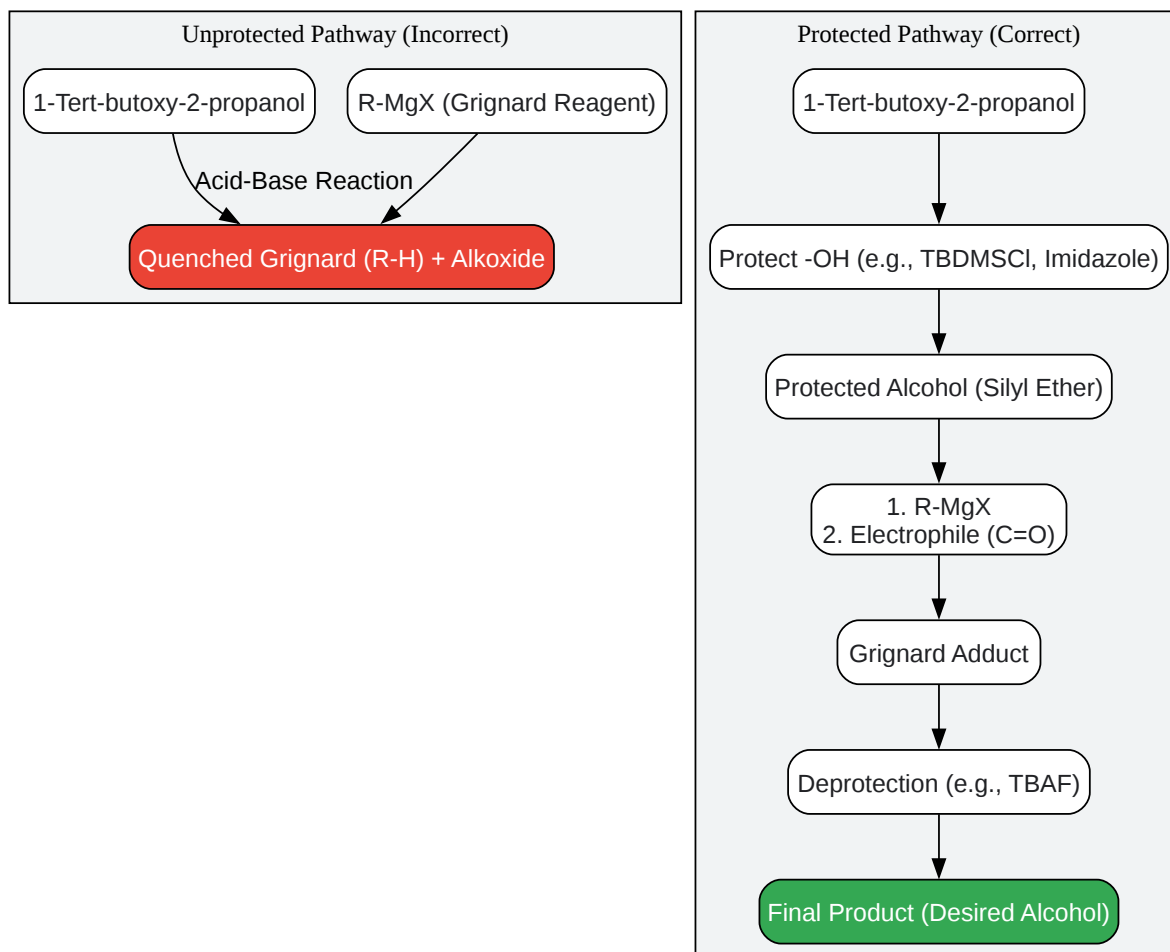 Unprotected Pathway (Incorrect)
1-Tert-butoxy-2-propanol
R-MgX (Grignard Reagent)
Acid-Base Reaction
Quenched Grignard (R-H) + Alkoxide
Protected Pathway (Correct)
1-Tert-butoxy-2-propanol
Protect -OH (e.g., TBDMSCl, Imidazole)
Protected Alcohol (Silyl Ether)
1. R-MgX
2. Electrophile (C=O)
Grignard Adduct
Deprotection (e.g., TBAF)
Final Product (Desired Alcohol)